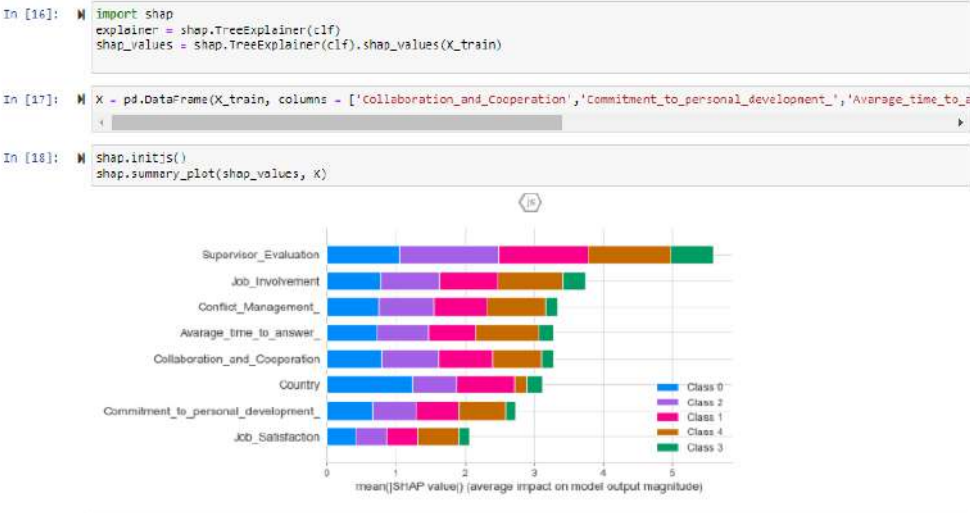 In [16]:
import shap
explainer = shap.TreeExplainer(clf)
shap_values = shap.TreeExplainer(clf).shap_values(X_train)
In [17]:
X = pd.DataFrame(X_train, columns = ['Collaboration_and_Cooperation','Commitment_to_personal_development_','Avarage_time_to_a
In [18]:
shap.initjs()
shap.summary_plot(shap_values, X)
js
Supervisor_Evaluation
Job_Involvement
Conflict_Management_
Avarage_time_to_answer_
Collaboration_and_Cooperation
Country
Commitment_to_personal_development_
Job_Satisfaction
Class 0
Class 2
Class 1
Class 4
Class 3
0 1 2 3 4 5
mean(|SHAP value|) (average impact on model output magnitude)